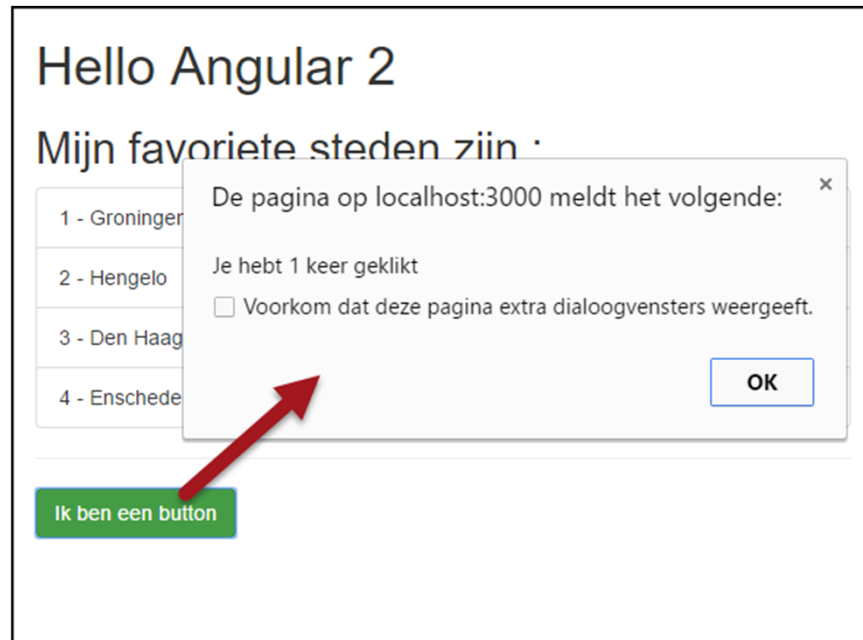 Hello Angular 2
Mijn favoriete steden zijn :
1 - Groningen
2 - Hengelo
3 - Den Haag
4 - Enschede
De pagina op localhost:3000 meldt het volgende:
×
Je hebt 1 keer geklikt
Voorkom dat deze pagina extra dialoogvensters weergeeft.
OK
Ik ben een button